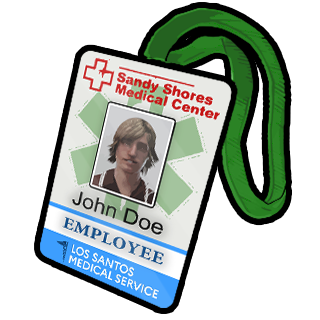 Sandy Shores
Medical Center
John Doe
EMPLOYEE
LOS SANTOS
MEDICAL SERVICE